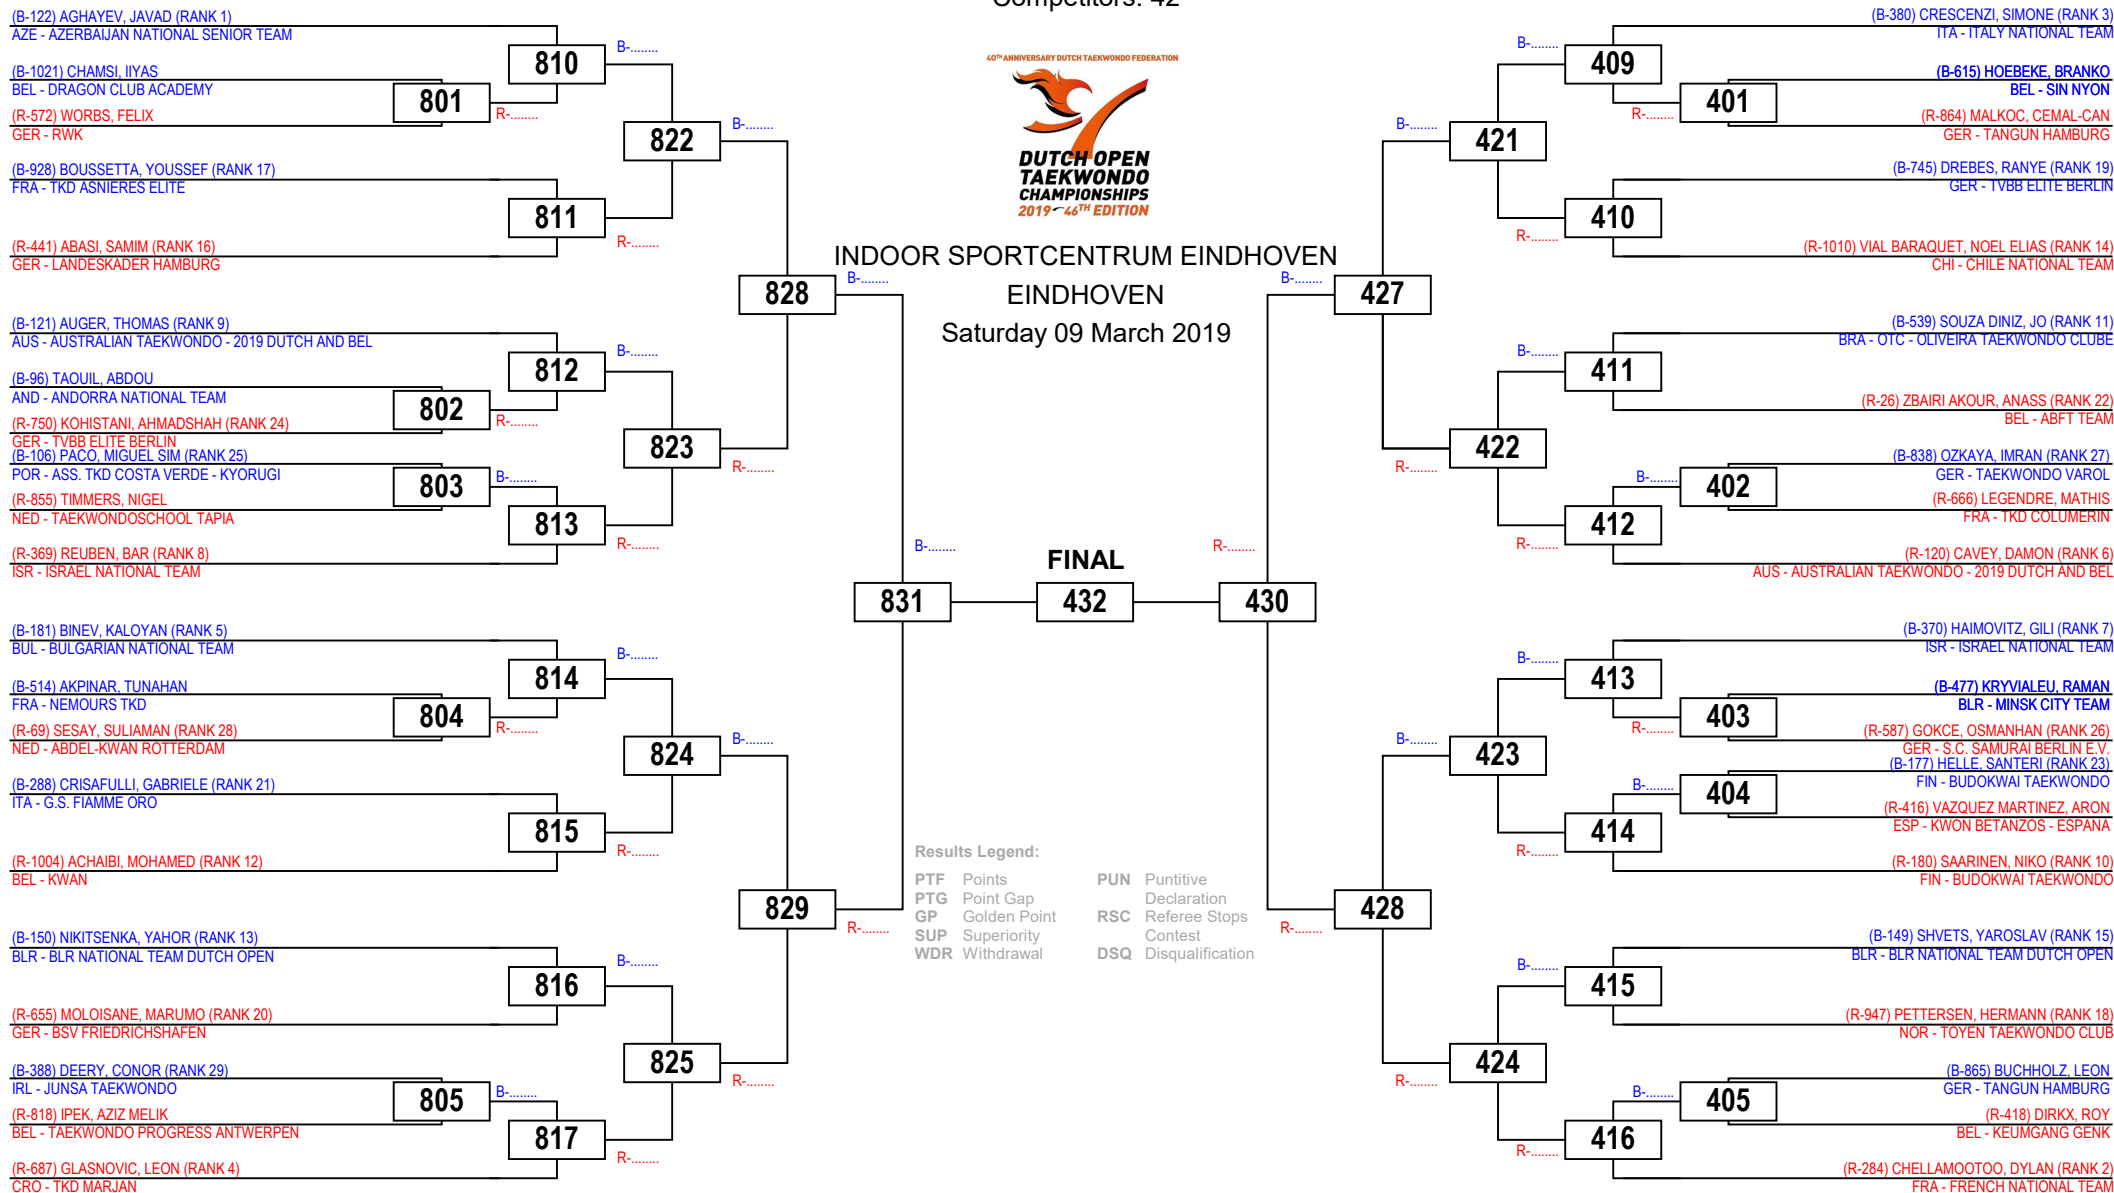 Competitors: 42
(B-122) AGHAYEV, JAVAD (RANK 1)
AZE - AZERBAIJAN NATIONAL SENIOR TEAM
810
B-........
(B-1021) CHAMSI, IIYAS
BEL - DRAGON CLUB ACADEMY
801
R-........
(R-572) WORBS, FELIX
GER - RWK
822
B-........
(B-928) BOUSSETTA, YOUSSEF (RANK 17)
FRA - TKD ASNIERES ELITE
811
R-........
(R-441) ABASI, SAMIM (RANK 16)
GER - LANDESKADER HAMBURG
828
B-........
(B-121) AUGER, THOMAS (RANK 9)
AUS - AUSTRALIAN TAEKWONDO - 2019 DUTCH AND BEL
812
B-........
(B-96) TAOUIL, ABDOU
AND - ANDORRA NATIONAL TEAM
802
R-........
(R-750) KOHISTANI, AHMADSHAH (RANK 24)
GER - TVBB ELITE BERLIN
823
R-........
(B-106) PACO, MIGUEL SIM (RANK 25)
POR - ASS. TKD COSTA VERDE - KYORUGI
803
B-........
(R-855) TIMMERS, NIGEL
NED - TAEKWONDOSCHOOL TAPIA
813
R-........
(R-369) REUBEN, BAR (RANK 8)
ISR - ISRAEL NATIONAL TEAM
831
B-........
(B-181) BINEV, KALOYAN (RANK 5)
BUL - BULGARIAN NATIONAL TEAM
814
B-........
(B-514) AKPINAR, TUNAHAN
FRA - NEMOURS TKD
804
R-........
(R-69) SESAY, SULIAMAN (RANK 28)
NED - ABDEL-KWAN ROTTERDAM
824
B-........
(B-288) CRISAFULLI, GABRIELE (RANK 21)
ITA - G.S. FIAMME ORO
815
R-........
(R-1004) ACHAIBI, MOHAMED (RANK 12)
BEL - KWAN
829
R-........
(B-150) NIKITSENKA, YAHOR (RANK 13)
BLR - BLR NATIONAL TEAM DUTCH OPEN
816
B-........
(R-655) MOLOISANE, MARUMO (RANK 20)
GER - BSV FRIEDRICHSHAFEN
825
R-........
(B-388) DEERY, CONOR (RANK 29)
IRL - JUNSA TAEKWONDO
805
B-........
(R-818) IPEK, AZIZ MELIK
BEL - TAEKWONDO PROGRESS ANTWERPEN
817
R-........
(R-687) GLASNOVIC, LEON (RANK 4)
CRO - TKD MARJAN
40TH ANNIVERSARY DUTCH TAEKWONDO FEDERATION
DUTCH OPEN
TAEKWONDO
CHAMPIONSHIPS
2019 46TH EDITION
INDOOR SPORTCENTRUM EINDHOVEN
EINDHOVEN
Saturday 09 March 2019
FINAL
432
Results Legend:
PTF Points
PTG Point Gap
GP Golden Point
SUP Superiority
WDR Withdrawal
PUN Puntitive
Declaration
RSC Referee Stops
Contest
DSQ Disqualification
(B-380) CRESCENZI, SIMONE (RANK 3)
ITA - ITALY NATIONAL TEAM
409
B-........
(B-615) HOEBEKE, BRANKO
BEL - SIN NYON
401
R-........
(R-864) MALKOC, CEMAL-CAN
GER - TANGUN HAMBURG
421
B-........
(B-745) DREBES, RANYE (RANK 19)
GER - TVBB ELITE BERLIN
410
R-........
(R-1010) VIAL BARAQUET, NOEL ELIAS (RANK 14)
CHI - CHILE NATIONAL TEAM
427
B-........
(B-539) SOUZA DINIZ, JO (RANK 11)
BRA - OTC - OLIVEIRA TAEKWONDO CLUBE
411
B-........
(R-26) ZBAIRI AKOUR, ANASS (RANK 22)
BEL - ABFT TEAM
422
R-........
(B-838) OZKAYA, IMRAN (RANK 27)
GER - TAEKWONDO VAROL
402
B-........
(R-666) LEGENDRE, MATHIS
FRA - TKD COLUMERIN
412
R-........
(R-120) CAVEY, DAMON (RANK 6)
AUS - AUSTRALIAN TAEKWONDO - 2019 DUTCH AND BEL
430
R-........
(B-370) HAIMOVITZ, GILI (RANK 7)
ISR - ISRAEL NATIONAL TEAM
413
B-........
(B-477) KRYVIALEU, RAMAN
BLR - MINSK CITY TEAM
403
R-........
(R-587) GOKCE, OSMANHAN (RANK 26)
GER - S.C. SAMURAI BERLIN E.V.
423
B-........
(B-177) HELLE, SANTERI (RANK 23)
FIN - BUDOKWAI TAEKWONDO
404
B-........
(R-416) VAZQUEZ MARTINEZ, ARON
ESP - KWON BETANZOS - ESPANA
414
R-........
(R-180) SAARINEN, NIKO (RANK 10)
FIN - BUDOKWAI TAEKWONDO
428
R-........
(B-149) SHVETS, YAROSLAV (RANK 15)
BLR - BLR NATIONAL TEAM DUTCH OPEN
415
B-........
(R-947) PETTERSEN, HERMANN (RANK 18)
NOR - TOYEN TAEKWONDO CLUB
424
R-........
(B-865) BUCHHOLZ, LEON
GER - TANGUN HAMBURG
405
B-........
(R-418) DIRKX, ROY
BEL - KEUMGANG GENK
416
R-........
(R-284) CHELLAMOOTOO, DYLAN (RANK 2)
FRA - FRENCH NATIONAL TEAM